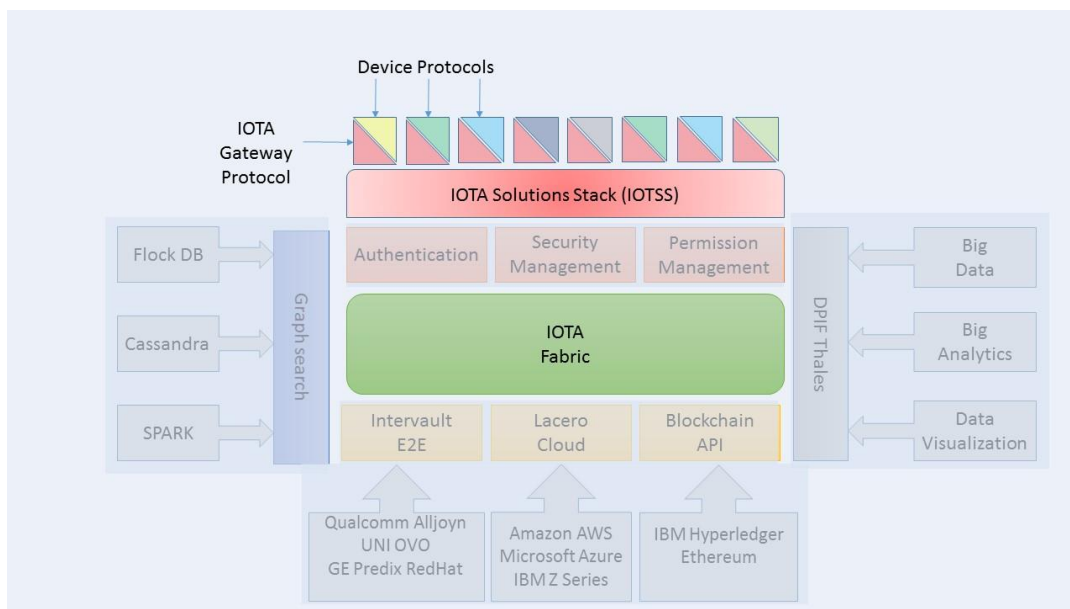 Device Protocols
IOTA
Gateway
Protocol
IOTA Solutions Stack (IOTSS)
Flock DB
Cassandra
SPARK
Graph search
Authentication
Security
Management
Permission
Management
IOTA
Fabric
Intervault
E2E
Lacero
Cloud
Blockchain
API
DPIF Thales
Big
Data
Big
Analytics
Data
Visualization
Qualcomm Alljoyn
UNI OVO
GE Predix RedHat
Amazon AWS
Microsoft Azure
IBM Z Series
IBM Hyperledger
Ethereum